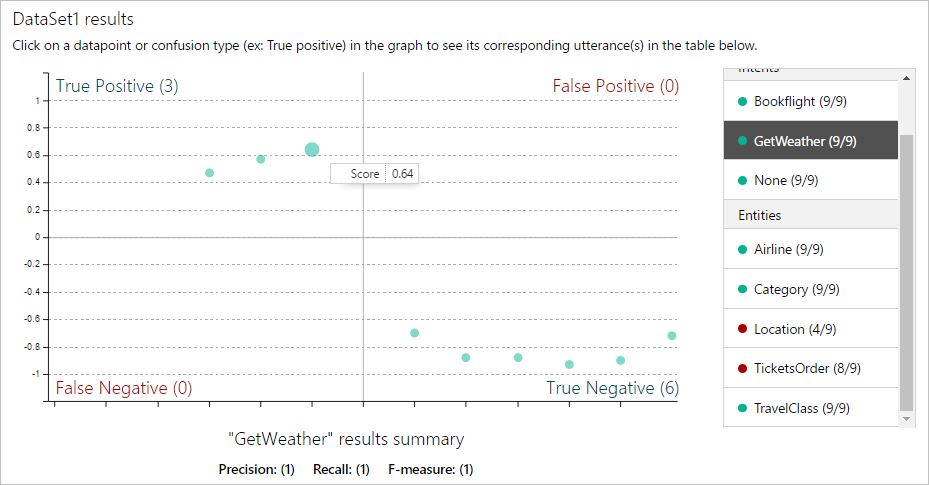 DataSet1 results
Click on a datapoint or confusion type (ex: True positive) in the graph to see its corresponding utterance(s) in the table below.
True Positive (3)
False Positive (0)
1
0.8
0.6
0.4
0.2
0
-0.2
-0.4
-0.6
-0.8
-1
Score 0.64
False Negative (0)
True Negative (6)
"GetWeather" results summary
Precision: (1) Recall: (1) F-measure: (1)
Intents
Bookflight (9/9)
GetWeather (9/9)
None (9/9)
Entities
Airline (9/9)
Category (9/9)
Location (4/9)
TicketsOrder (8/9)
TravelClass (9/9)